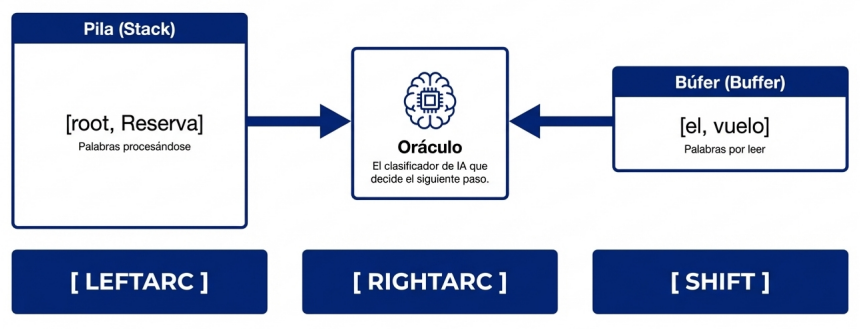 Pila (Stack)
[root, Reserva]
Palabras procesándose
Oráculo
El clasificador de IA que
decide el siguiente paso.
Búfer (Buffer)
[el, vuelo]
Palabras por leer
[ LEFTARC ]
[ RIGHTARC ]
[ SHIFT ]